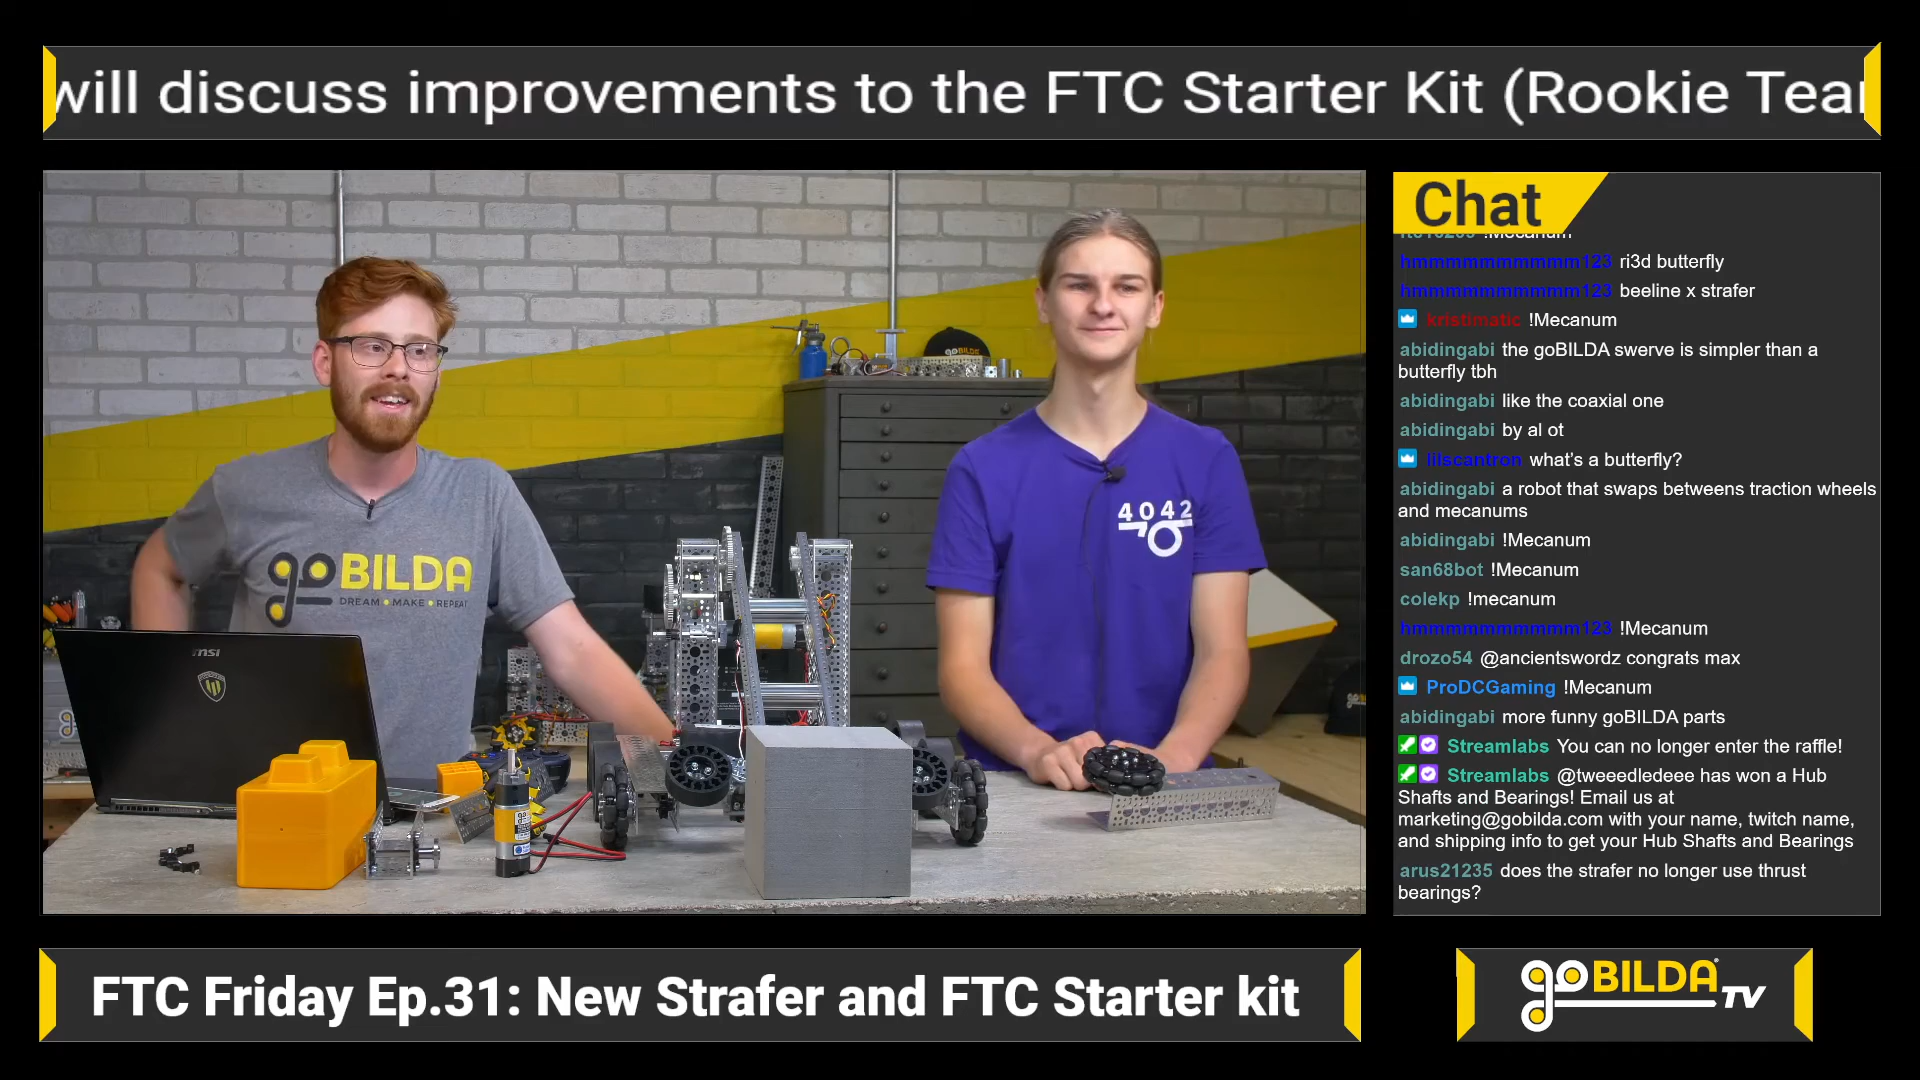 will discuss improvements to the FTC Starter Kit (Rookie Tea
Chat
!Mecanum
hmmmmmmmmmm123 ri3d butterfly
hmmmmmmmmmm123 beeline x strafer
kristimatic !Mecanum
abidingabi the goBILDA swerve is simpler than a
butterfly tbh
abidingabi like the coaxial one
abidingabi by al ot
lilscantron what's a butterfly?
abidingabi a robot that swaps betweens traction wheels
and mecanums
abidingabi !Mecanum
san68bot !Mecanum
colekp !mecanum
hmmmmmmmmmm123 !Mecanum
drozo54 @ancientswordz congrats max
ProDCGaming !Mecanum
abidingabi more funny goBILDA parts
Streamlabs You can no longer enter the raffle!
Streamlabs @tweeedledeee has won a Hub
Shafts and Bearings! Email us at
marketing@gobilda.com with your name, twitch name,
and shipping info to get your Hub Shafts and Bearings
arus21235 does the strafer no longer use thrust
bearings?
goBILDA
DREAM • MAKE • REPEAT
4042
msi
FTC Friday Ep.31: New Strafer and FTC Starter kit
goBILDA TV